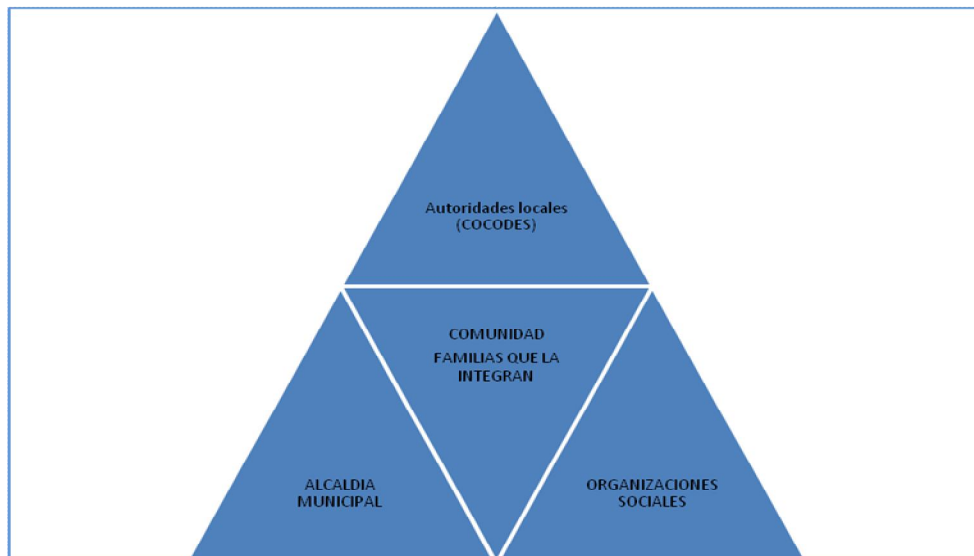 Autoridades locales
(COCODES)
COMUNIDAD
FAMILIAS QUE LA
INTEGRAN
ALCALDIA
MUNICIPAL
ORGANIZACIONES
SOCIALES